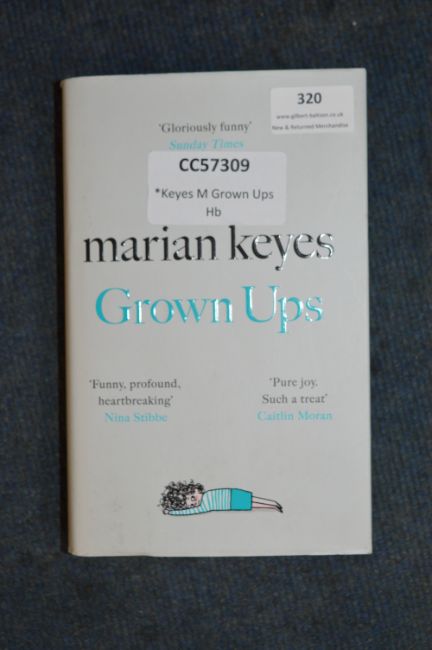 320
www.gilbert-baitson.co.uk
New & Returned Merchandise
'Gloriously funny'
Sunday Times
CC57309
*Keyes M Grown Ups
Hb
marian keyes
Grown Ups
'Funny, profound,
heartbreaking'
Nina Stibbe
'Pure joy.
Such a treat'
Caitlin Moran